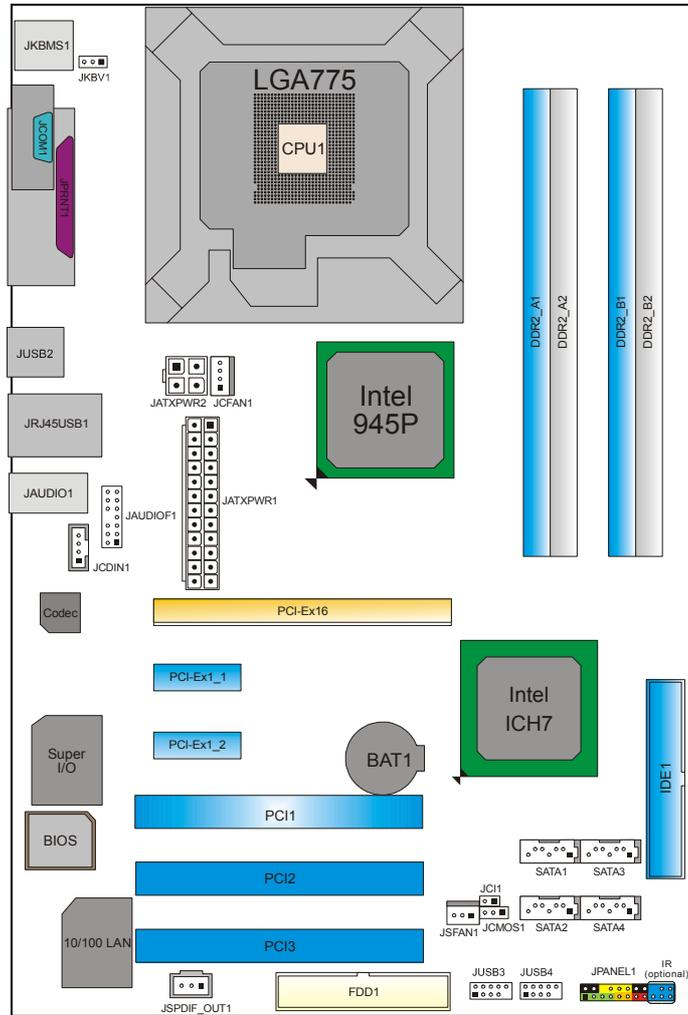 JKBMS1
JKBV1
LGA775
CPU1
JCOM1
JPRNT1
DDR2_A1
DDR2_A2
DDR2_B1
DDR2_B2
JUSB2
JATXPWR2
JCFAN1
Intel
945P
JRJ45USB1
JAUDIO1
JAUDIOF1
JATXPWR1
JCDIN1
Codec
PCI-Ex16
PCI-Ex1_1
Intel
ICH7
PCI-Ex1_2
Super
I/O
BAT1
IDE1
PCI1
BIOS
SATA1
SATA3
PCI2
JCI1
JSFAN1
JCMOS1
SATA2
SATA4
10/100 LAN
PCI3
JSPDIF_OUT1
FDD1
JUSB3
JUSB4
JPANEL1
IR
(optional)